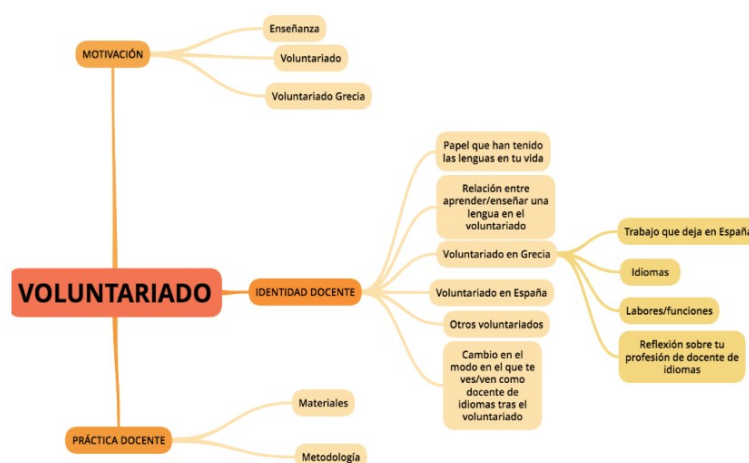 MOTIVACIÓN
Enseñanza
Voluntariado
Voluntariado Grecia
VOLUNTARIADO
IDENTIDAD DOCENTE
Papel que han tenido
las lenguas en tu vida
Relación entre
aprender/enseñar una
lengua en el
voluntariado
Voluntariado en Grecia
Trabajo que deja en España
Idiomas
Labores/funciones
Reflexión sobre tu
profesión de docente de
idiomas
Voluntariado en España
Otros voluntariados
Cambio en el
modo en el que te
ves/ven como
docente de
idiomas tras el
voluntariado
PRÁCTICA DOCENTE
Materiales
Metodología